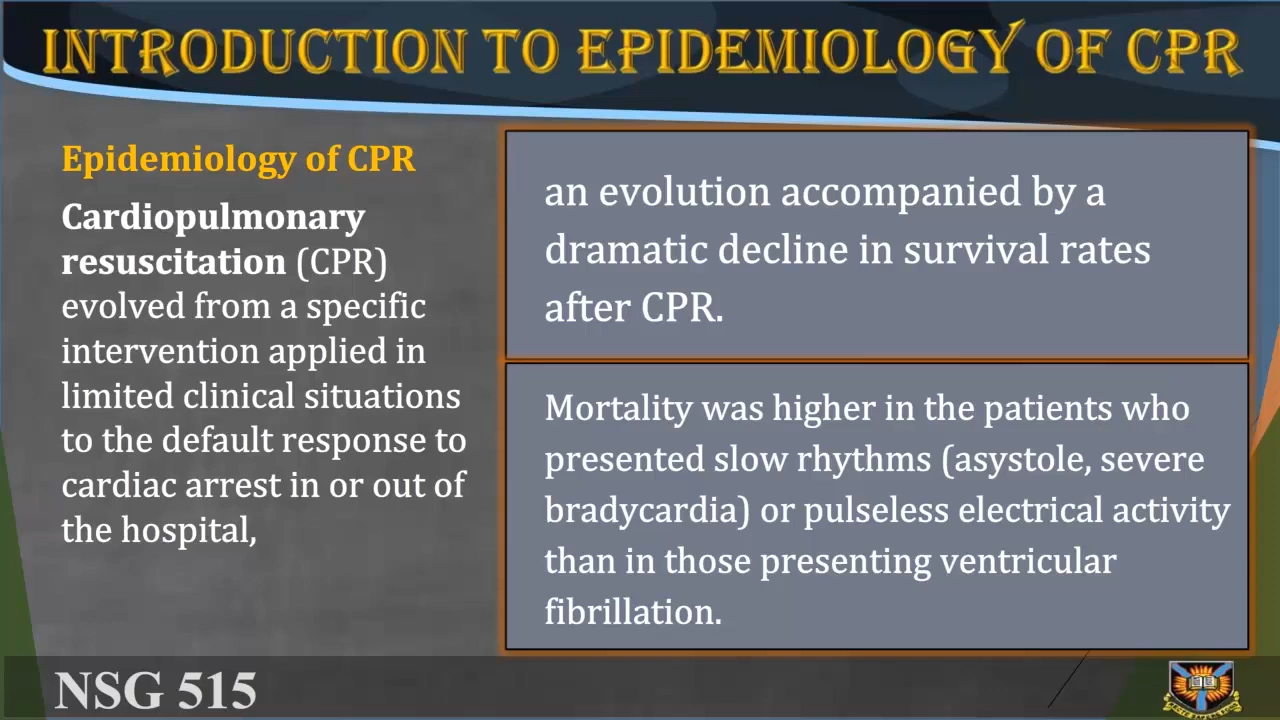 INTRODUCTION TO EPIDEMIOLOGY OF CPR
Epidemiology of CPR
Cardiopulmonary
resuscitation (CPR)
evolved from a specific
intervention applied in
limited clinical situations
to the default response to
cardiac arrest in or out of
the hospital,
an evolution accompanied by a
dramatic decline in survival rates
after CPR.
Mortality was higher in the patients who
presented slow rhythms (asystole, severe
bradycardia) or pulseless electrical activity
than in those presenting ventricular
fibrillation.
NSG 515